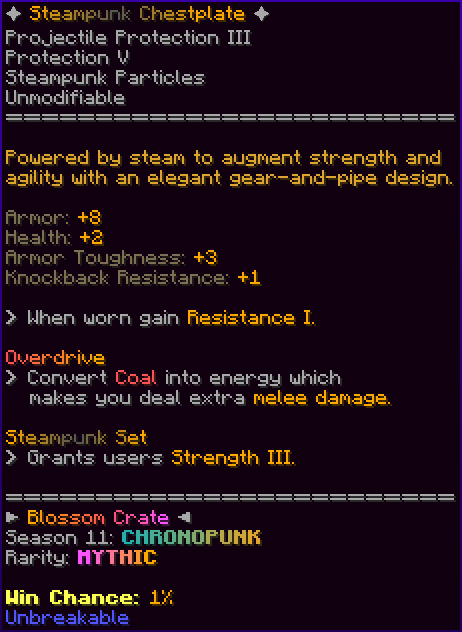 ✦ Steampunk Chestplate ✦
Projectile Protection III
Protection V
Steampunk Particles
Unmodifiable
==============================
Powered by steam to augment strength and
agility with an elegant gear-and-pipe design.
Armor: +8
Health: +2
Armor Toughness: +3
Knockback Resistance: +1
> When worn gain Resistance I.
Overdrive
> Convert Coal into energy which
makes you deal extra melee damage.
Steampunk Set
> Grants users Strength III.
==============================
► Blossom Crate ◄
Season 11: CHRONOPUNK
Rarity: MYTHIC
Win Chance: 1%
Unbreakable